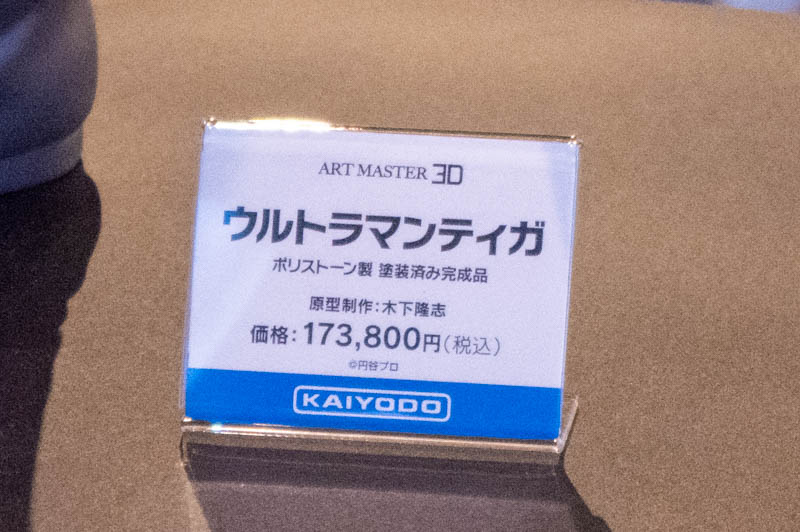 ART MASTER 3D
ウルトラマンティガ
ポリストーン製 塗装済み完成品
原型制作：木下隆志
価格：173,800円（税込）
©円谷プロ
KAIYODO